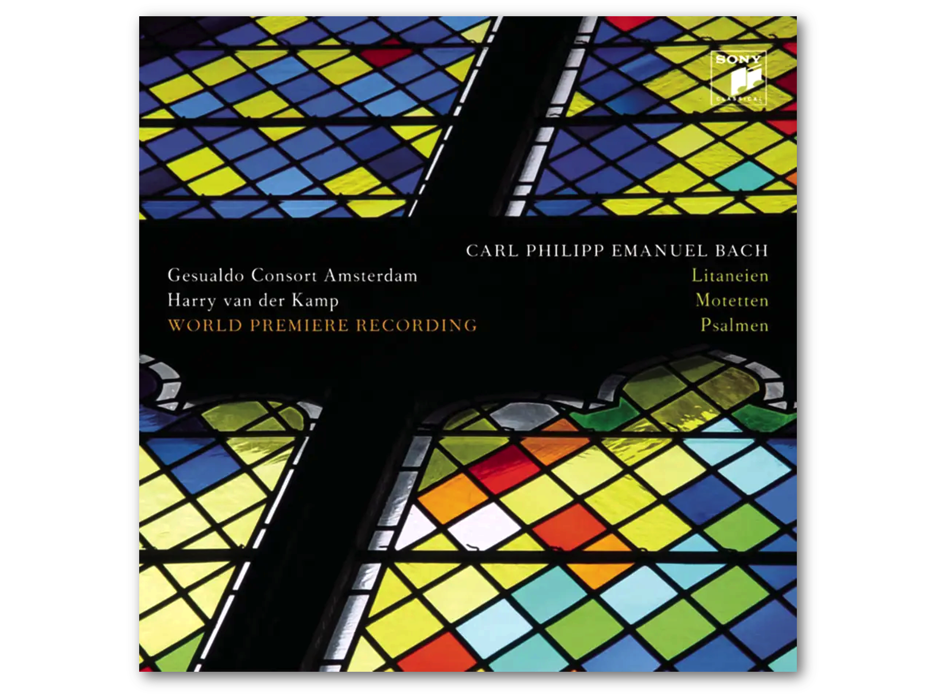 SONY
CLASSICAL
CARL PHILIPP EMANUEL BACH
Gesualdo Consort Amsterdam
Litaneien
Harry van der Kamp
Motetten
WORLD PREMIERE RECORDING
Psalmen